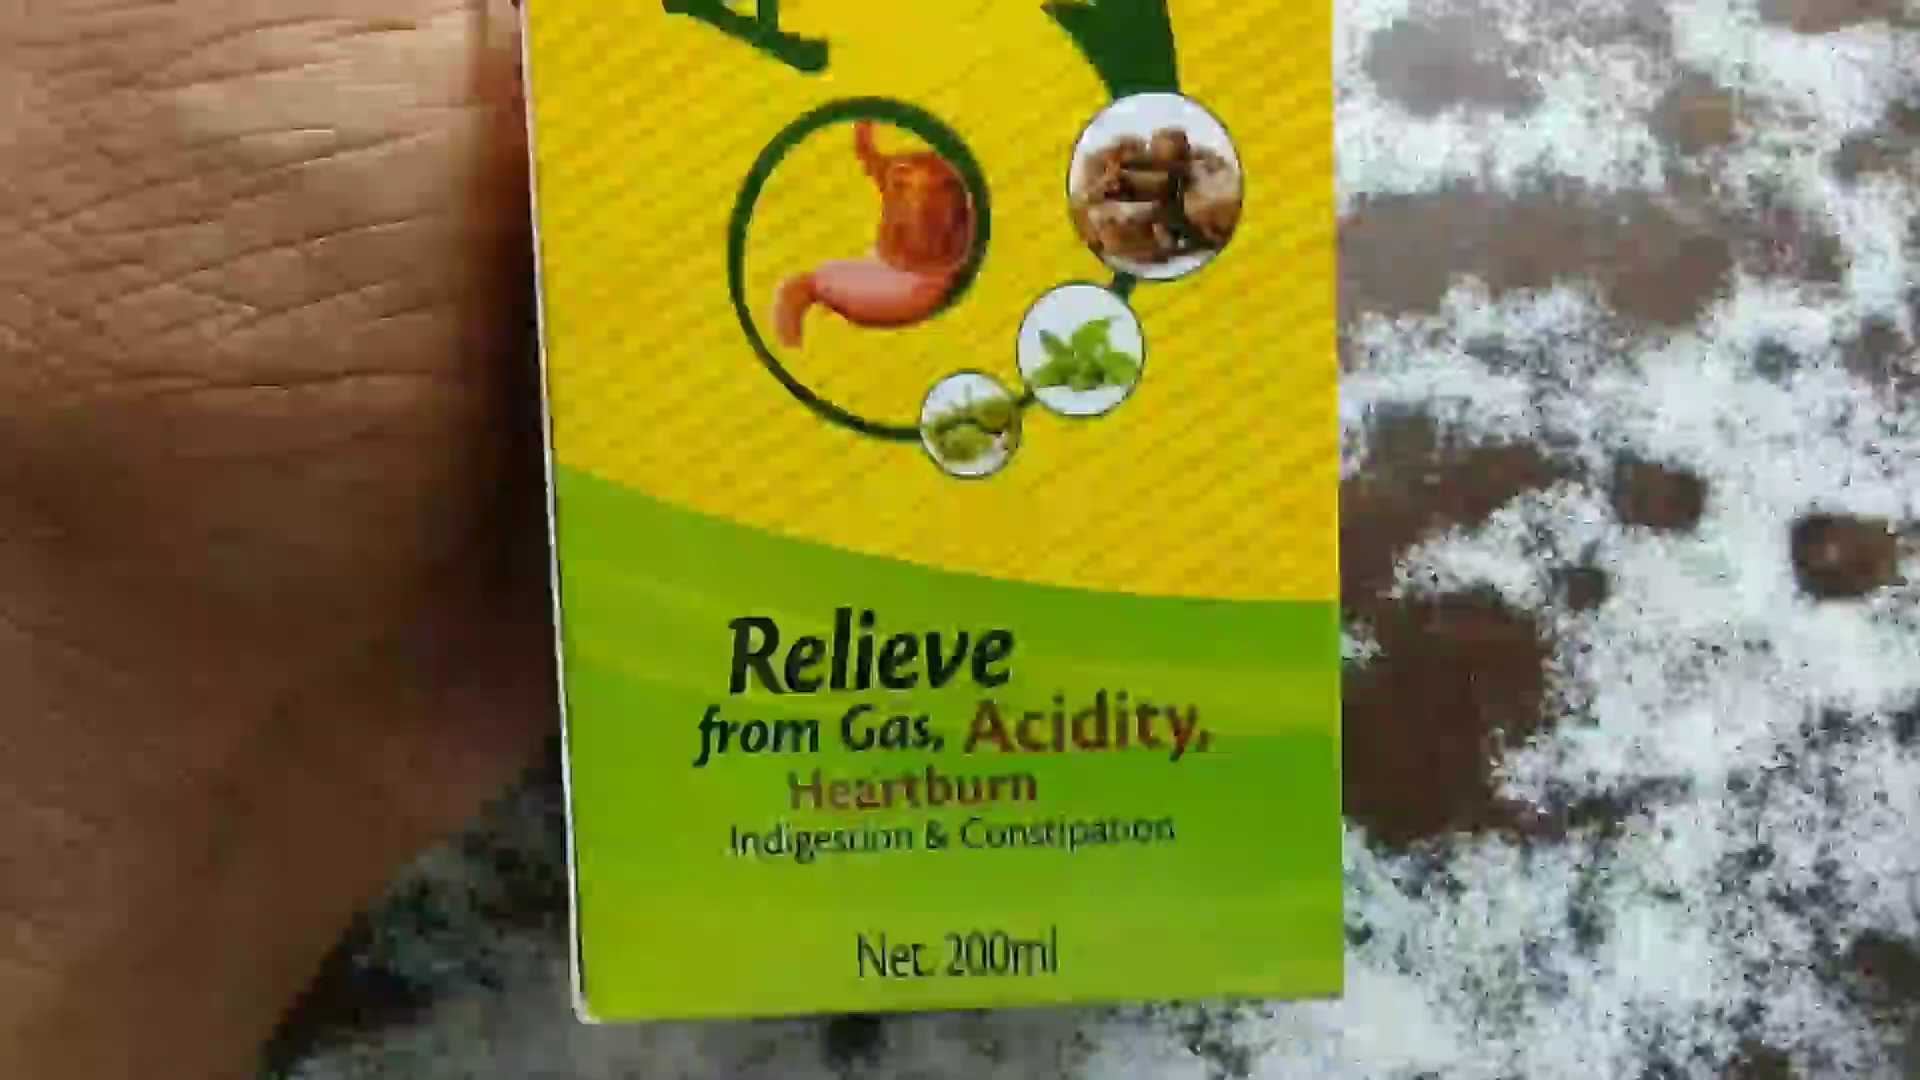 Relieve
from Gas, Acidity,
Heartburn
Indigestion & Constipation
Net. 200ml